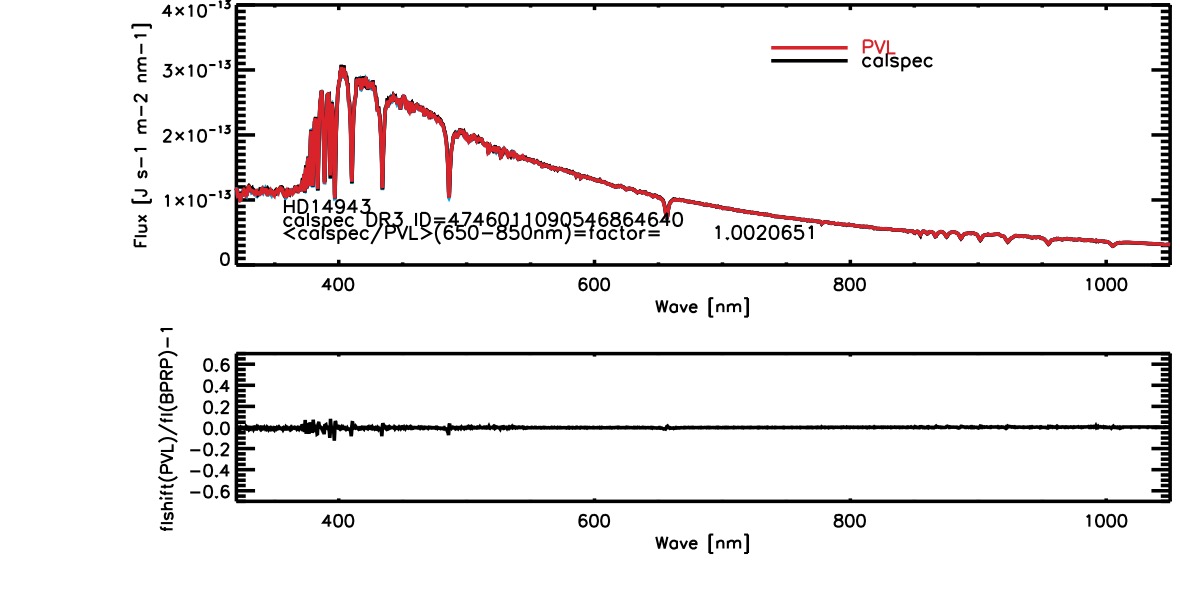 4×10−13
3×10−13
2×10−13
1×10−13
0
Flux [J s−1 m−2 nm−1]
PVL
calspec
HD14943
calspec DR3 ID=4746011090546864640
<calspec/PVL>(650−850nm)=factor= 1.0020651
400 600 800 1000
Wave [nm]
flshift(PVL)/fl(BPRP)−1
0.6
0.4
0.2
0.0
−0.2
−0.4
−0.6
400 600 800 1000
Wave [nm]